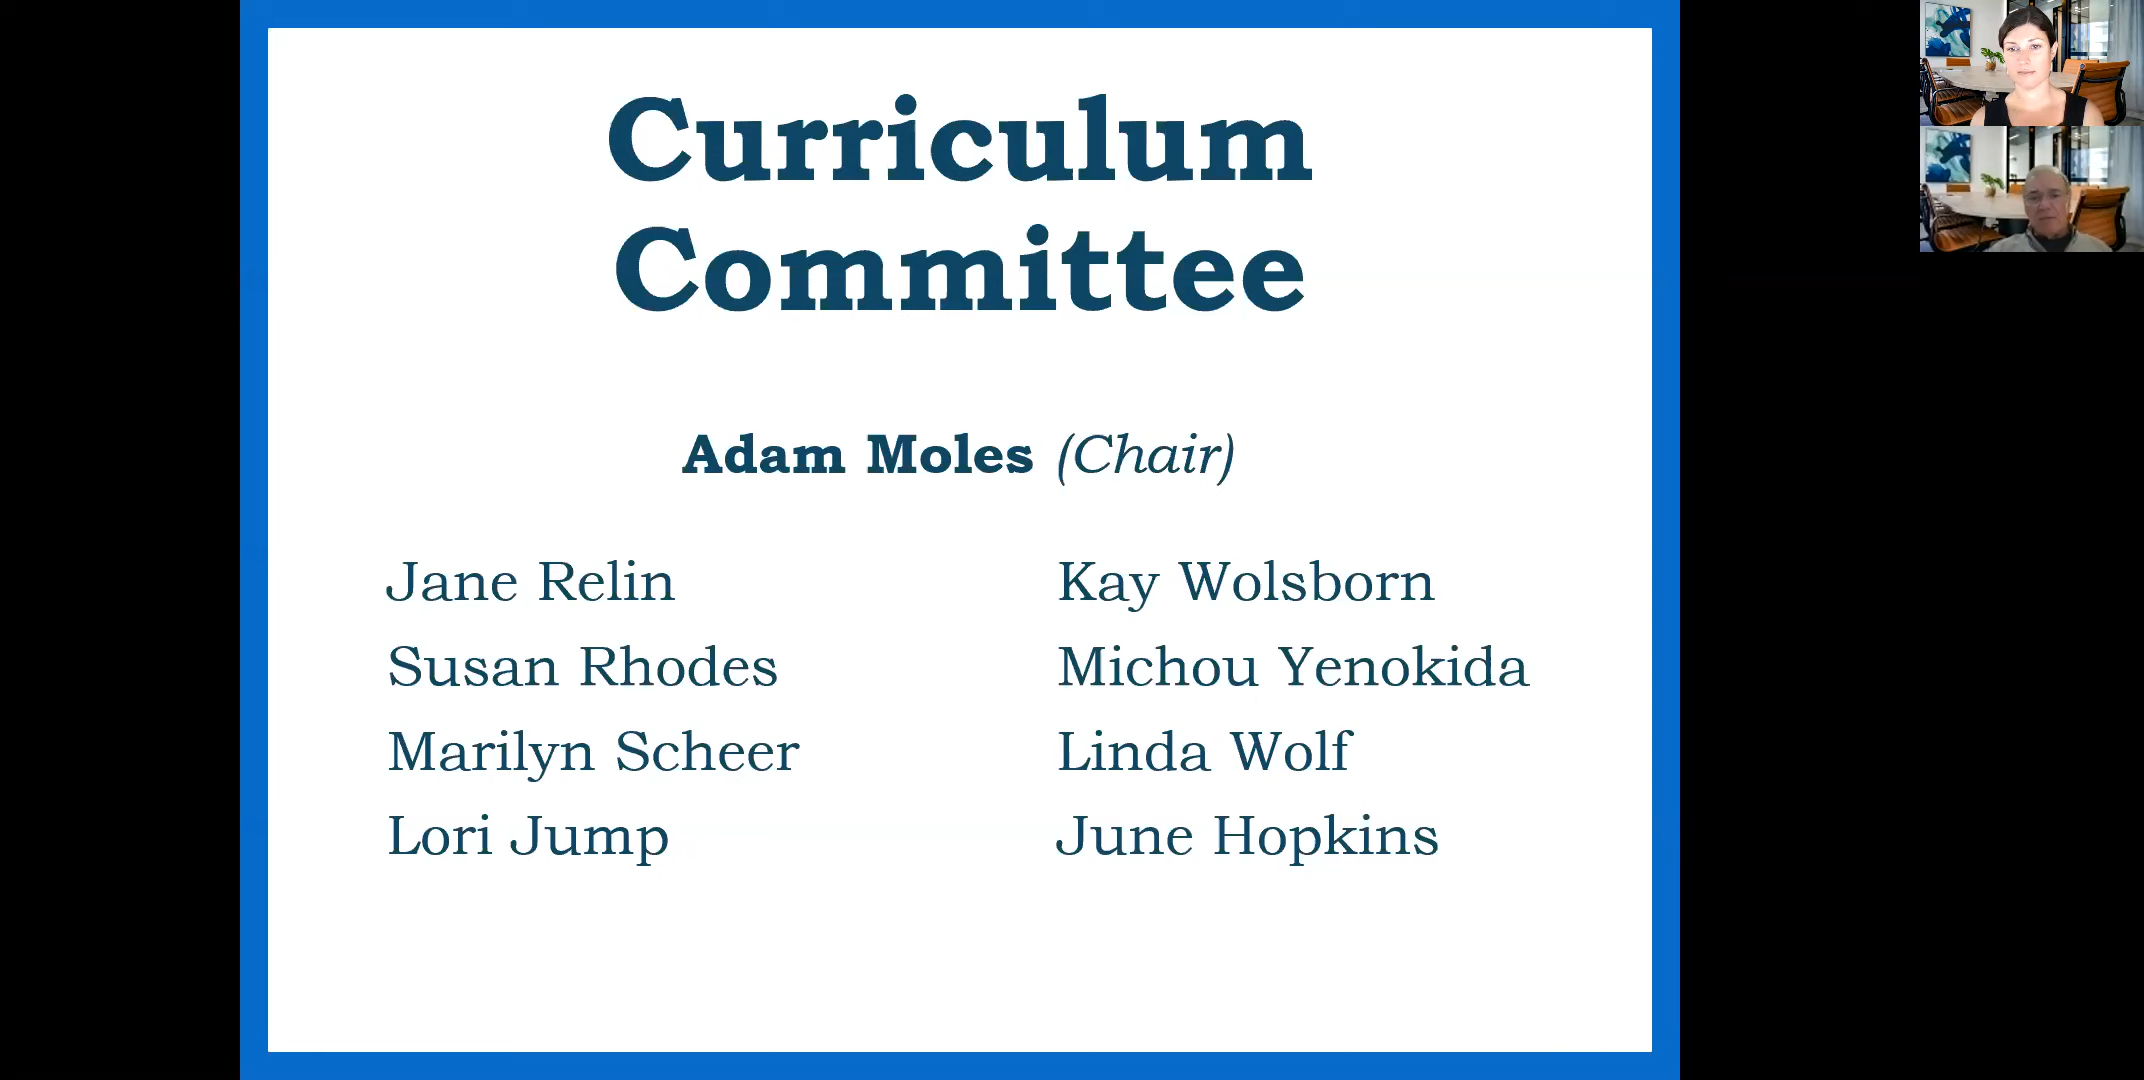 Curriculum
Committee
Adam Moles (Chair)
Jane Relin
Susan Rhodes
Marilyn Scheer
Lori Jump
Kay Wolsborn
Michou Yenokida
Linda Wolf
June Hopkins